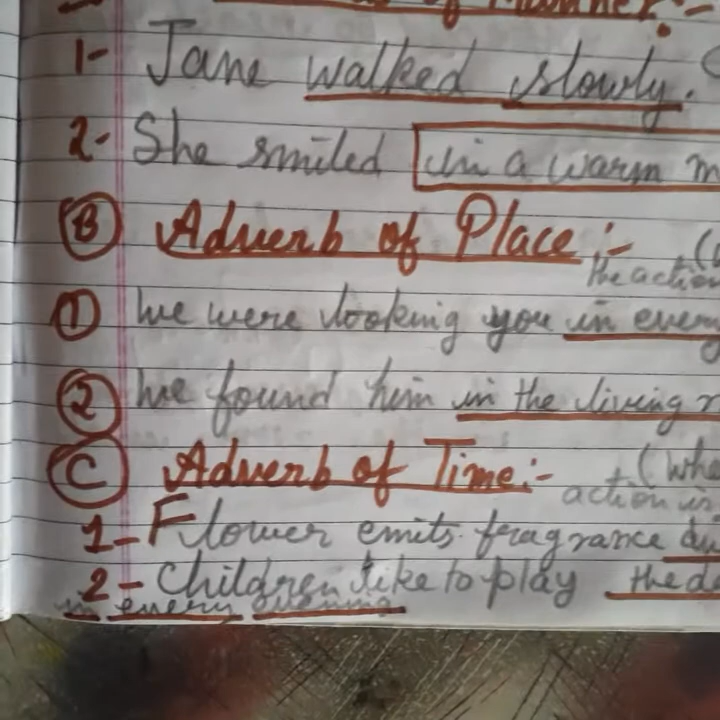 of Manner:-
1- Jane walked slowly.
2- She smiled in a warm
B Adverb of Place :-
the action
1 We were looking you in every
2 We found him in the living
C Adverb of Time:- (
action is
1- Flower emits fragrance
2- Children like to play
in every evening